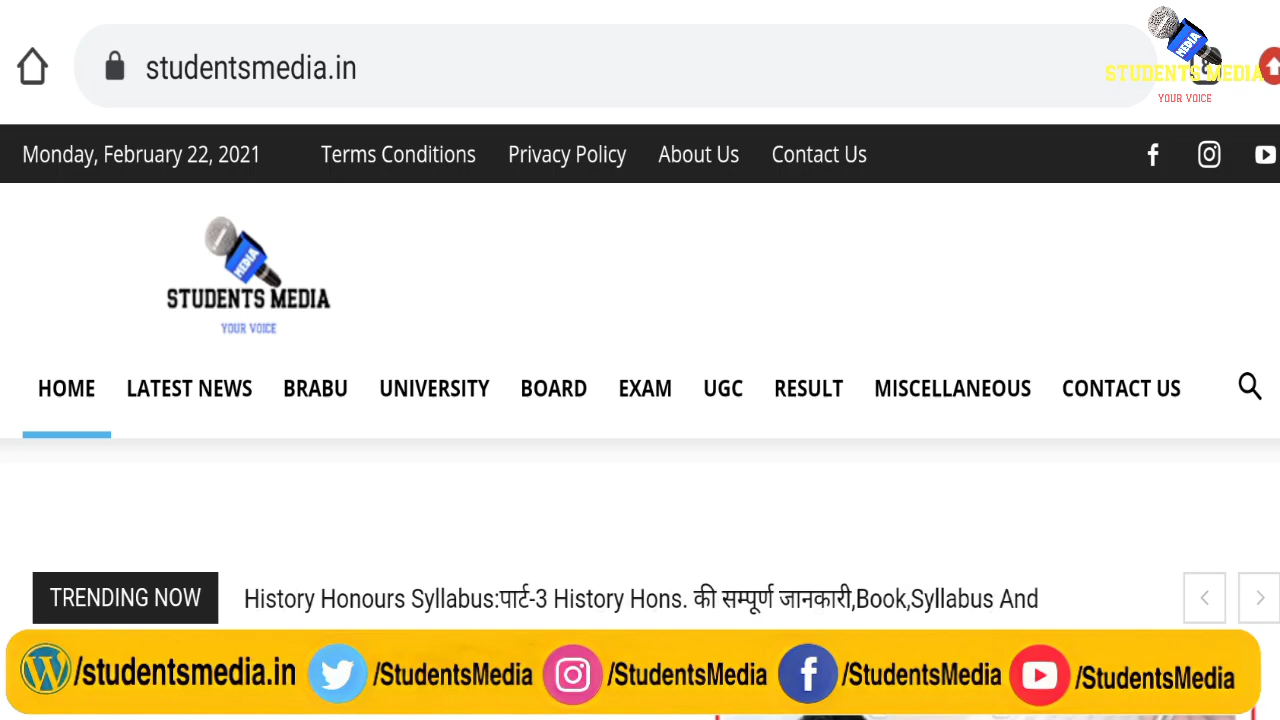 studentsmedia.in
MEDIA
STUDENTS MEDIA
YOUR VOICE
Monday, February 22, 2021 Terms Conditions Privacy Policy About Us Contact Us
MEDIA
STUDENTS MEDIA
YOUR VOICE
HOME LATEST NEWS BRABU UNIVERSITY BOARD EXAM UGC RESULT MISCELLANEOUS CONTACT US
TRENDING NOW History Honours Syllabus:पार्ट-3 History Hons. की सम्पूर्ण जानकारी,Book,Syllabus And
/studentsmedia.in /StudentsMedia /StudentsMedia /StudentsMedia /StudentsMedia